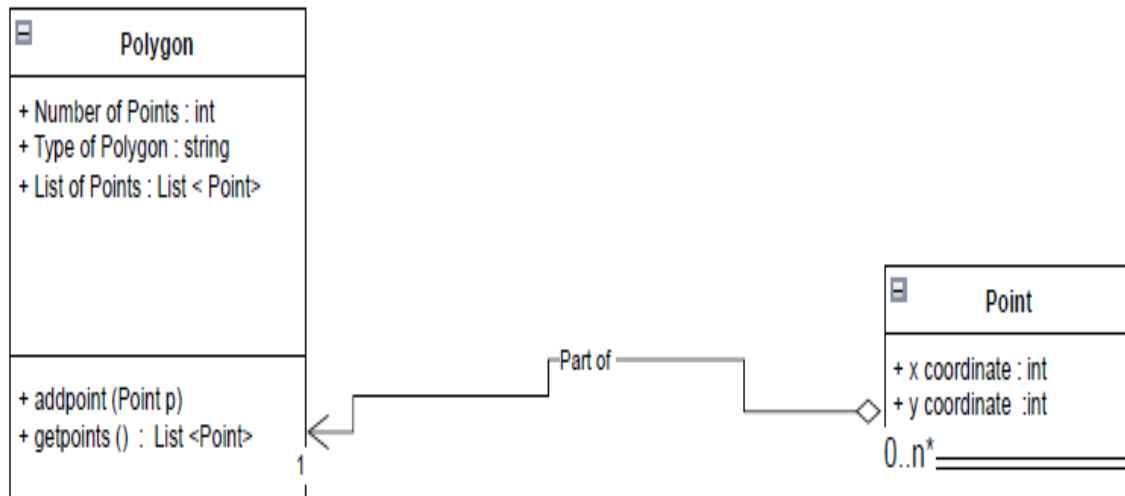 Polygon
+ Number of Points : int
+ Type of Polygon : string
+ List of Points : List < Point>
+ addpoint (Point p)
+ getpoints () : List <Point>
1
Part of
Point
+ x coordinate : int
+ y coordinate :int
0..n*